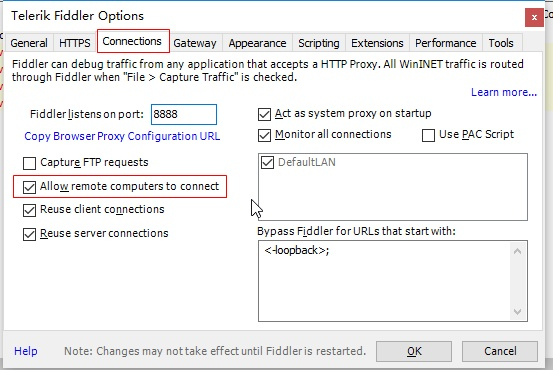 Telerik Fiddler Options
General HTTPS Connections Gateway Appearance Scripting Extensions Performance Tools
Fiddler can debug traffic from any application that accepts a HTTP Proxy. All WinINET traffic is routed
through Fiddler when "File > Capture Traffic" is checked.
Learn more...
Fiddler listens on port: 8888
Copy Browser Proxy Configuration URL
Capture FTP requests
Allow remote computers to connect
Reuse client connections
Reuse server connections
Act as system proxy on startup
Monitor all connections Use PAC Script
DefaultLAN
Bypass Fiddler for URLs that start with:
<-loopback>;
Help Note: Changes may not take effect until Fiddler is restarted. OK Cancel